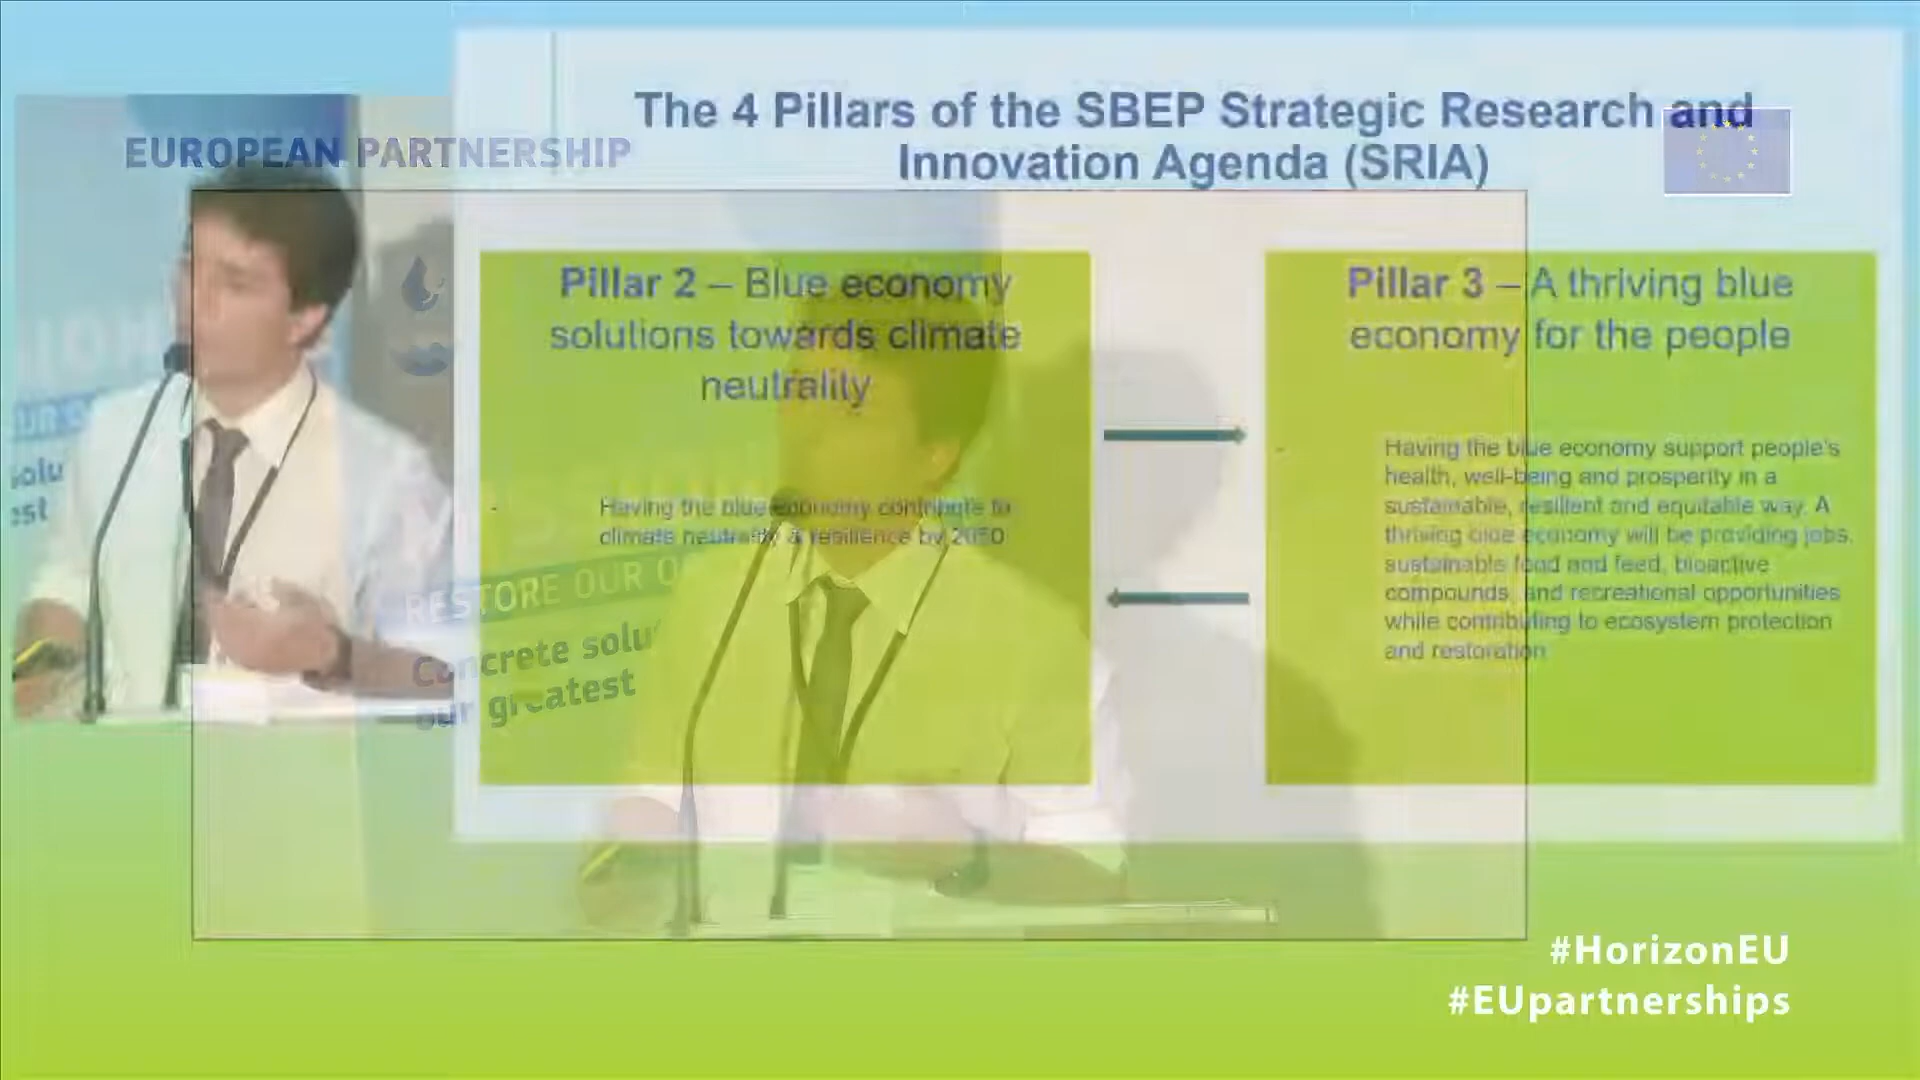 The 4 Pillars of the SBEP Strategic Research and
Innovation Agenda (SRIA)
EUROPEAN PARTNERSHIP
Pillar 2 – Blue economy
solutions towards climate
neutrality
Having the blue economy contribute to
climate neutrality & resilience by 2050
Pillar 3 – A thriving blue
economy for the people
Having the blue economy support people's
health, well-being and prosperity in a
sustainable, resilient and equitable way. A
thriving blue economy will be providing jobs,
sustainable food and feed, bioactive
compounds, and recreational opportunities
while contributing to ecosystem protection
and restoration
RESTORE OUR O
Concrete solu
our greatest
UR O
solu
est
#HorizonEU
#EUpartnerships